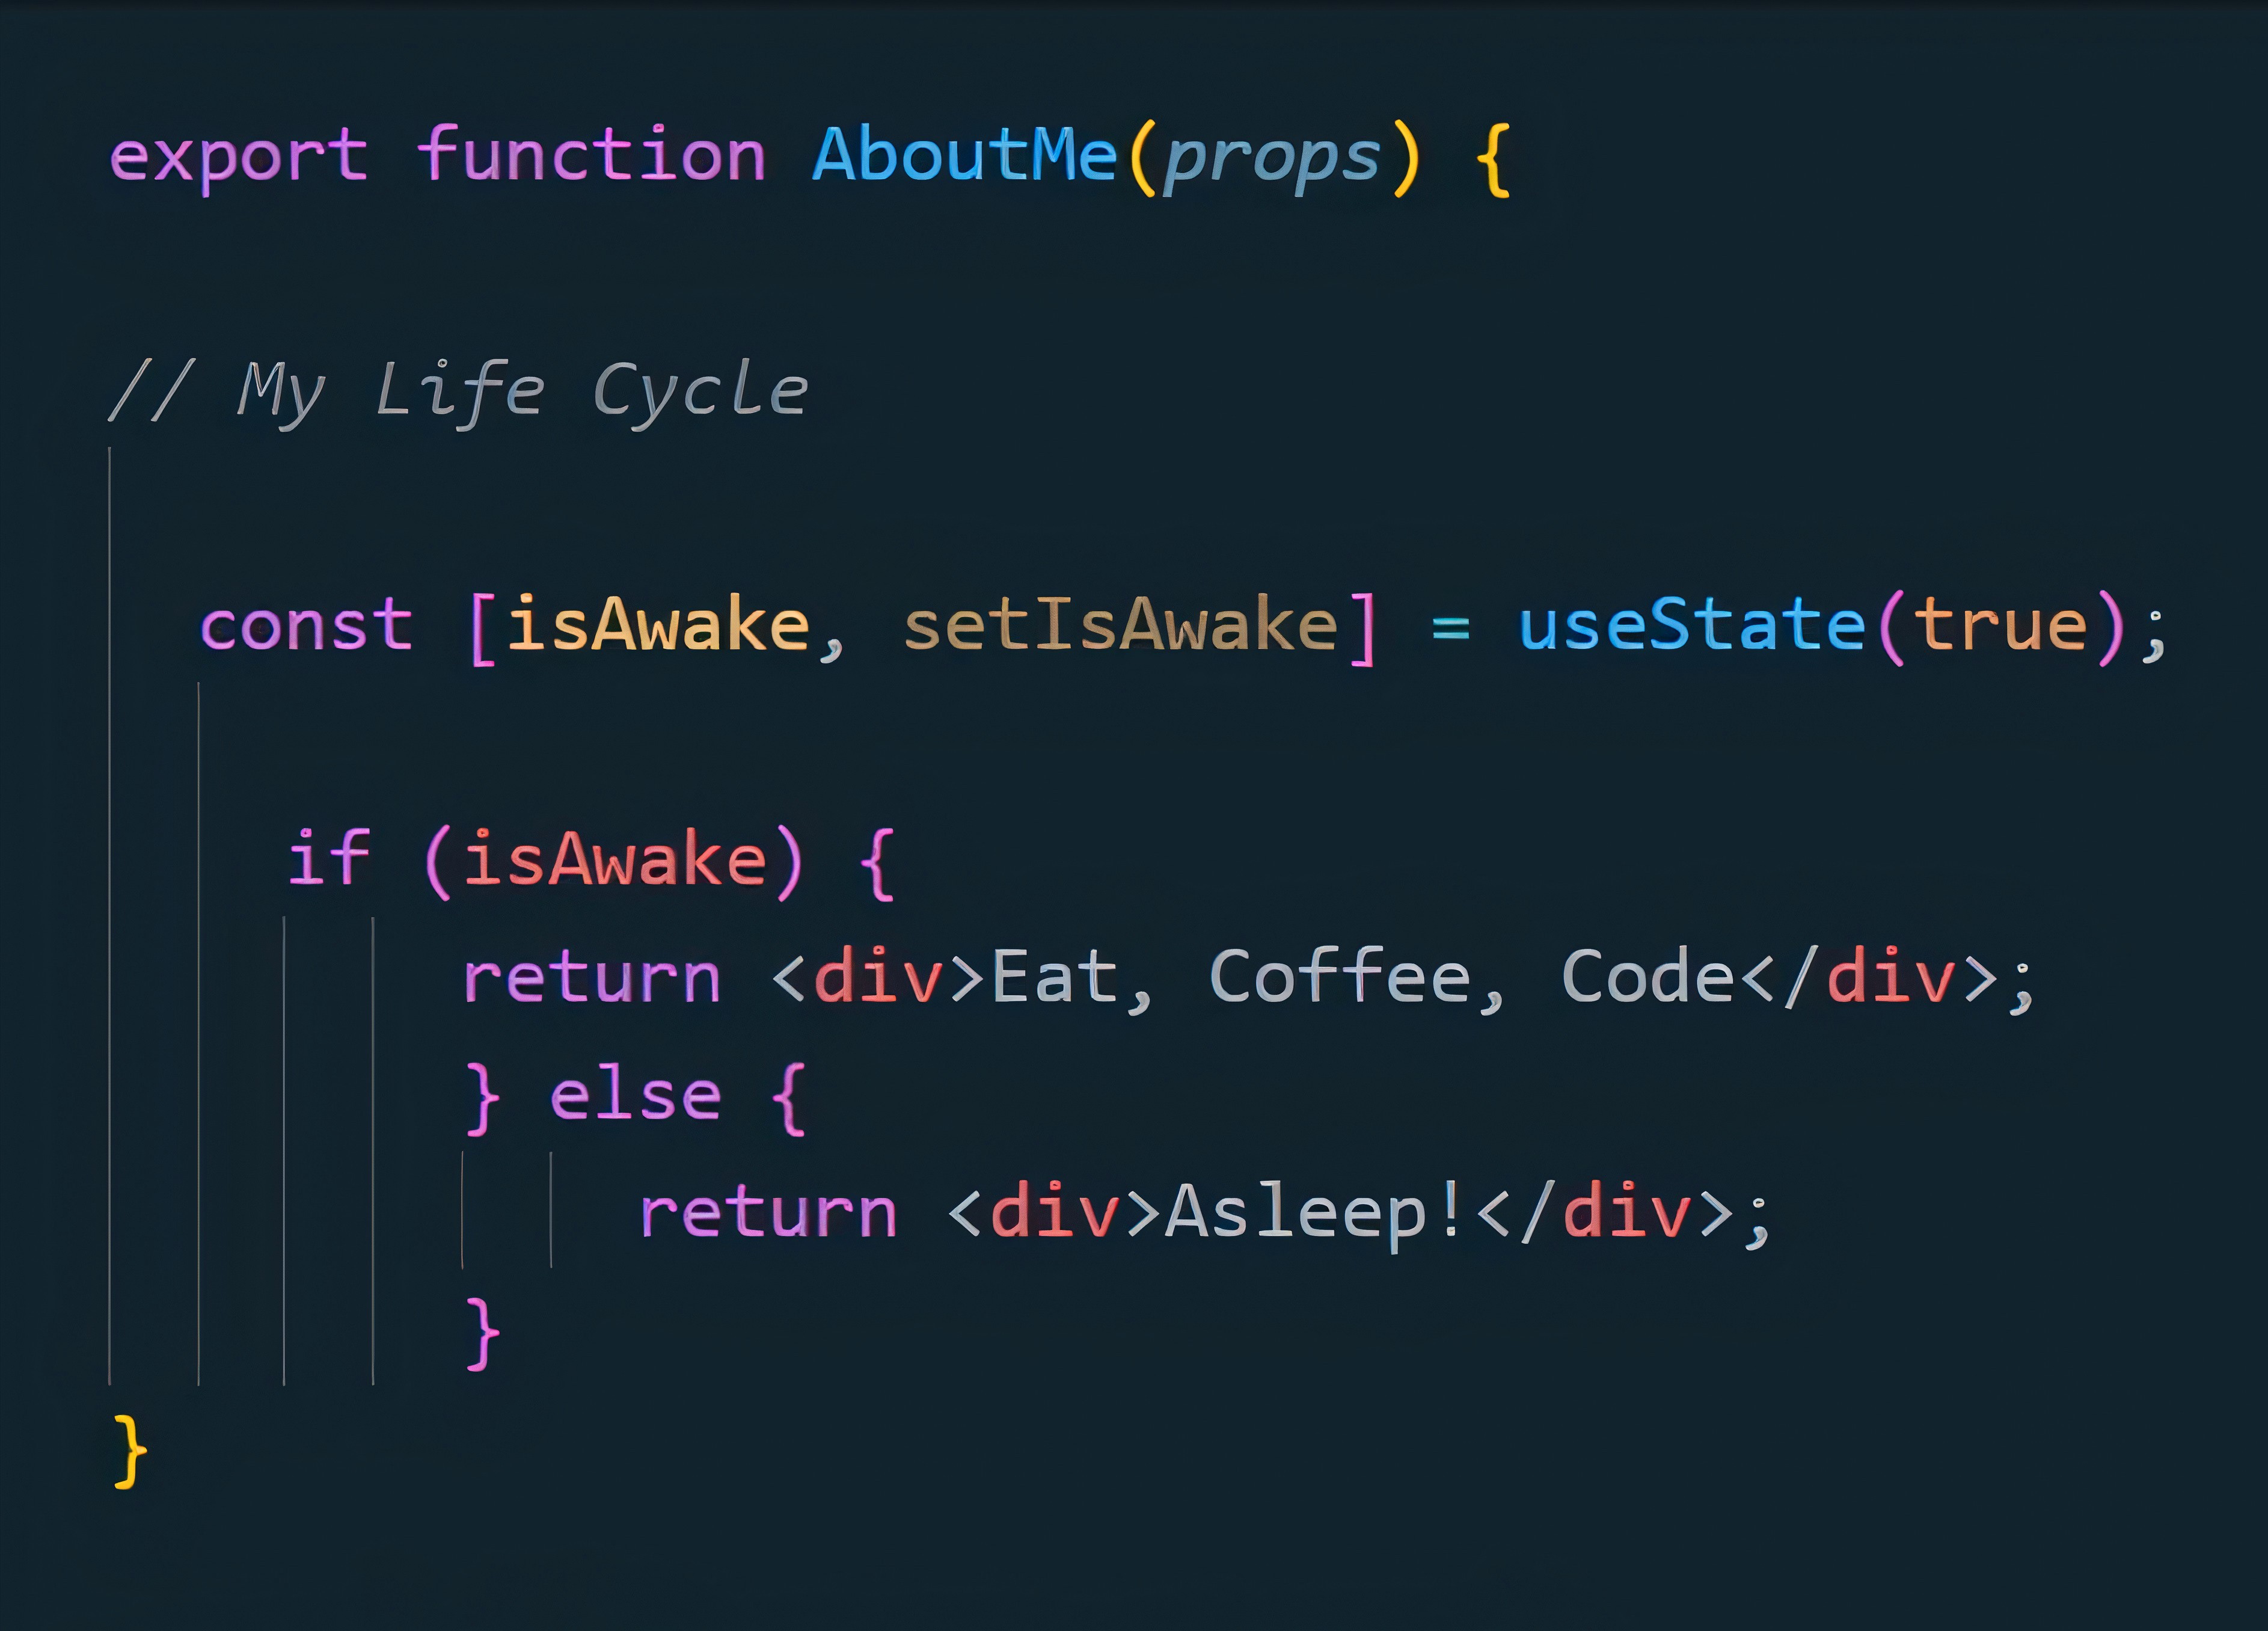 export function AboutMe(props) {
// My Life Cycle
const [isAwake, setIsAwake] = useState(true);
if (isAwake) {
return <div>Eat, Coffee, Code</div>;
} else {
return <div>Asleep!</div>;
}
}